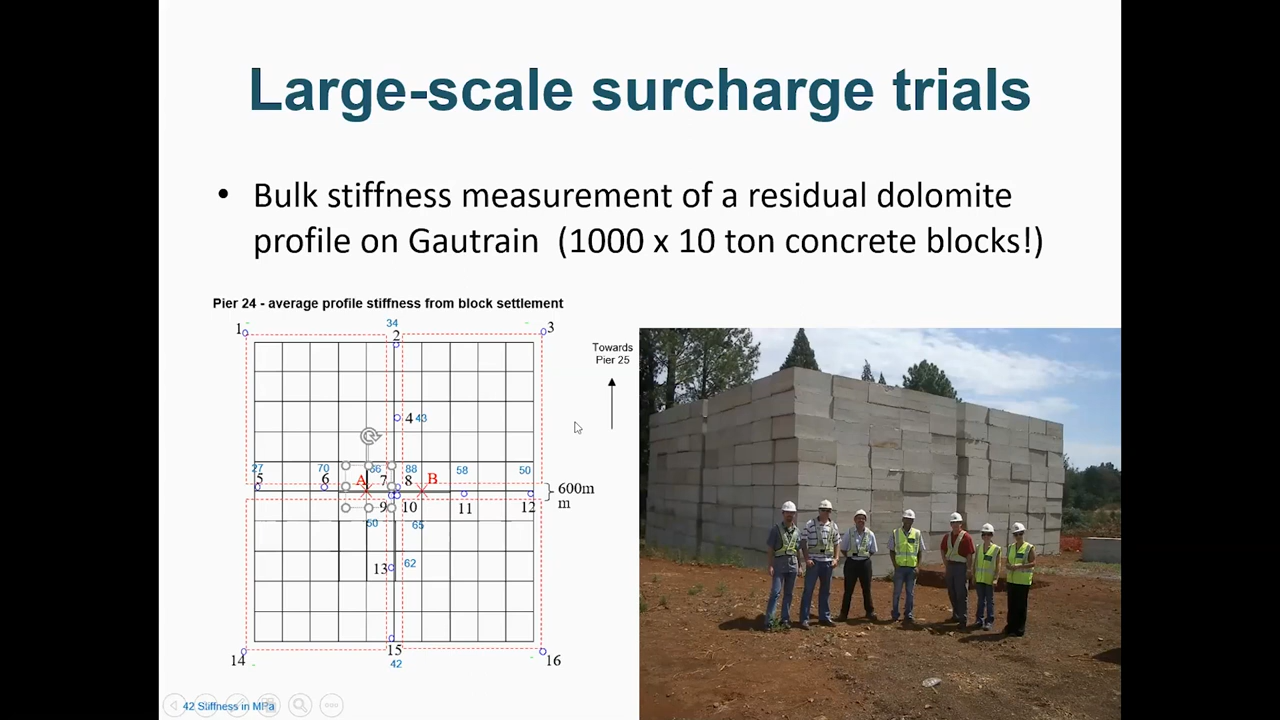 Large-scale surcharge trials
• Bulk stiffness measurement of a residual dolomite
profile on Gautrain (1000 x 10 ton concrete blocks!)
Pier 24 - average profile stiffness from block settlement
34
1
2
3
Towards
Pier 25
4 43
27
70
88
58
50
5
6
A
7
8
B
600m
m
9
10
11
12
50
65
13
62
14
15
16
42
42 Stiffness in MPa